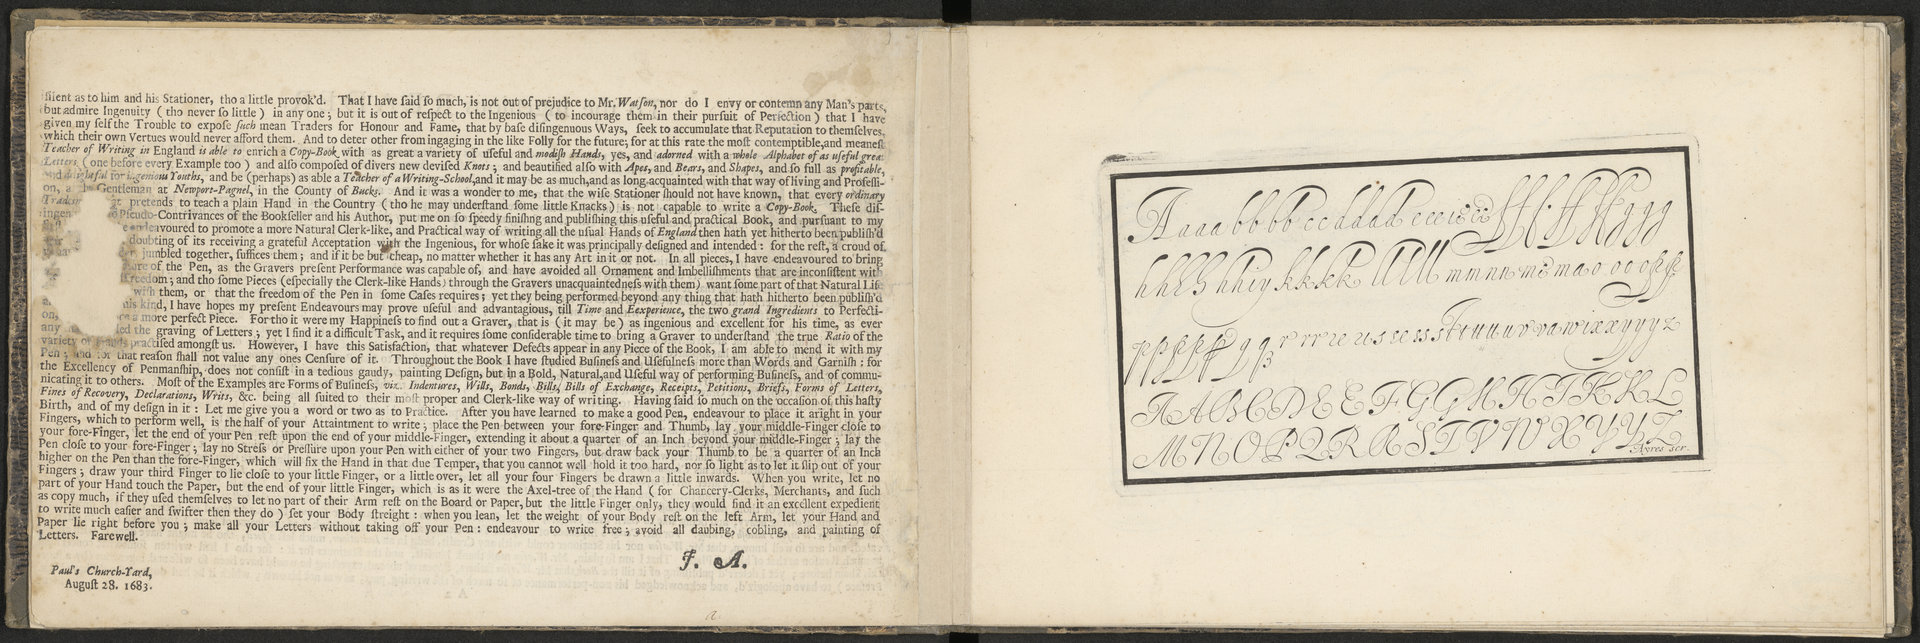 silent as to him and his Stationer, tho a little provok'd. That I have ſaid ſo much, is not out of prejudice to Mr. Watſon, nor do I envy or contemn any Man's parts,
but admire Ingenuity ( tho never ſo little ) in any one ; but it is out of reſpect to the Ingenious ( to incourage them in their purſuit of Perfection ) that I have
given my ſelf the Trouble to expoſe ſuch mean Traders for Honour and Fame, that by baſe diſingenuous Ways, ſeek to accumulate that Reputation to themſelves,
which their own Vertues would never afford them. And to deter other from ingaging in the like Folly for the future; for at this rate the moſt contemptible,and meaneſt
Teacher of Writing in England is able to enrich a Copy-Book with as great a variety of uſeful and modiſh Hands, yes, and adorned with a whole Alphabet of as uſeful great
Letters ( one before every Example too ) and alſo compoſed of divers new deviſed Knots ; and beautified alſo with Apes, and Bears, and Shapes, and ſo full as profitable,
and delightful for ingenious Youths, and be (perhaps) as able a Teacher of a Writing-School,and it may be as much,and as long acquainted with that way of living and Profeſſi-
on, as the Gentleman at Newport-Pagnel, in the County of Bucks. And it was a wonder to me, that the wiſe Stationer ſhould not have known, that every ordinary
pretends to teach a plain Hand in the Country ( tho he may underſtand ſome little Knacks ) is not capable to write a Copy-Book. Theſe diſ-
ingen Pſeudo-Contrivances of the Bookſeller and his Author, put me on ſo ſpeedy finiſhing and publiſhing this uſeful and practical Book, and purſuant to my
endeavoured to promote a more Natural Clerk-like, and Practical way of writing all the uſual Hands of England then hath yet hitherto been publiſh'd
doubting of its receiving a grateful Acceptation with the Ingenious, for whoſe ſake it was principally deſigned and intended : for the reſt, a croud of
jumbled together, ſuffices them ; and if it be but cheap, no matter whether it has any Art in it or not. In all pieces, I have endeavoured to bring
of the Pen, as the Gravers preſent Performance was capable of, and have avoided all Ornament and Imbelliſhments that are inconſiſtent with
Freedom ; and tho ſome Pieces (eſpecially the Clerk-like Hands) through the Gravers unacquaintedneſs with them) want ſome part of that Natural Life
with them, or that the freedom of the Pen in ſome Caſes requires ; yet they being performed beyond any thing that hath hitherto been publiſh'd
kind, I have hopes my preſent Endeavours may prove uſeful and advantagious, till Time and Eexperience, the two grand Ingredients to Perfecti-
on, a more perfect Piece. For tho it were my Happineſs to find out a Graver, that is ( it may be ) as ingenious and excellent for his time, as ever
any the graving of Letters ; yet I find it a difficult Task, and it requires ſome conſiderable time to bring a Graver to underſtand the true Ratio of the
variety of Hands practiſed amongſt us. However, I have this Satisfaction, that whatever Defects appear in any Piece of the Book, I am able to mend it with my
Pen ; and for that reaſon ſhall not value any ones Cenſure of it. Throughout the Book I have ſtudied Buſineſs and Uſefulneſs more than Words and Garniſh : for
the Excellency of Penmanſhip, does not conſiſt in a tedious gaudy, painting Deſign, but in a Bold, Natural,and Uſeful way of performing Buſineſs, and of commu-
nicating it to others. Moſt of the Examples are Forms of Buſineſs, viz. Indentures, Wills, Bonds, Bills, Bills of Exchange, Receipts, Petitions, Briefs, Forms of Letters,
Fines of Recovery, Declarations, Writs, &c. being all ſuited to their moſt proper and Clerk-like way of writing. Having ſaid ſo much on the occaſion of this haſty
Birth, and of my deſign in it : Let me give you a word or two as to Practice. After you have learned to make a good Pen, endeavour to place it aright in your
Fingers, which to perform well, is the half of your Attainment to write ; place the Pen between your fore-Finger and Thumb, lay your middle-Finger cloſe to
your fore-Finger, let the end of your Pen reſt upon the end of your middle-Finger, extending it about a quarter of an Inch beyond your middle-Finger ; lay the
Pen cloſe to your fore-Finger ; lay no Streſs or Preſſure upon your Pen with either of your two Fingers, but draw back your Thumb to be a quarter of an Inch
higher on the Pen than the fore-Finger, which will fix the Hand in that due Temper, that you cannot well hold it too hard, nor ſo light as to let it ſlip out of your
Fingers ; draw your third Finger to lie cloſe to your little Finger, or a little over, let all your four Fingers be drawn a little inwards. When you write, let no
part of your Hand touch the Paper, but the end of your little Finger, which is as it were the Axel-tree of the Hand ( for Chancery-Clerks, Merchants, and ſuch
as copy much, if they uſed themſelves to let no part of their Arm reſt on the Board or Paper, but the little Finger only, they would find it an excellent expedient
to write much eaſier and ſwifter then they do ) ſet your Body ſtreight : when you lean, let the weight of your Body reſt on the left Arm, let your Hand and
Paper lie right before you ; make all your Letters without taking off your Pen : endeavour to write free ; avoid all daubing, cobling, and painting of
Letters. Farewel.
J. A.
Paul's Church-Yard,
Auguſt 28. 1683.
A a a a b b b b c c d d d d e e e
h h h h h h i y k k k k l l l l m m n n
A A B C D E E F G G H H I K K L
M N O P Q R R S T V W X Y Y Z
Ayres scr.